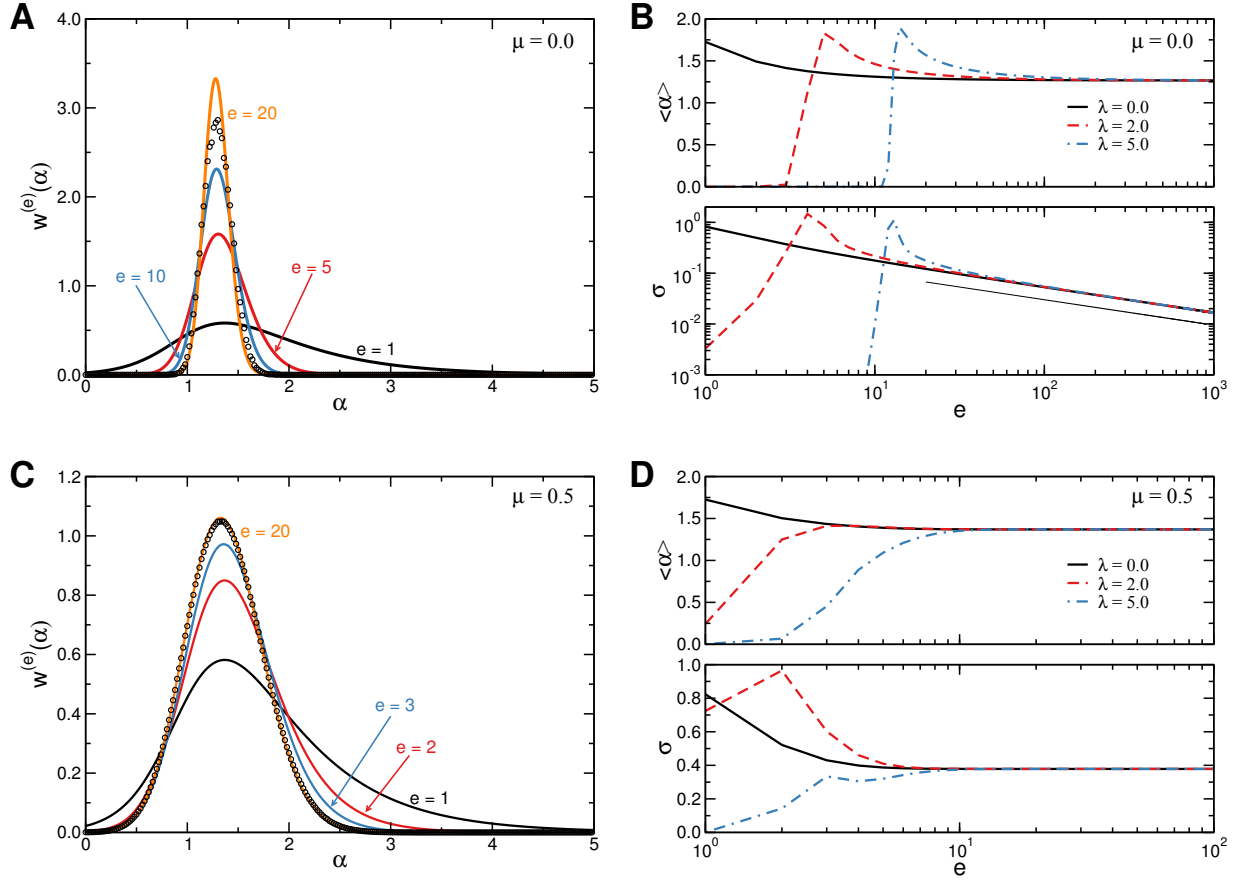 A
B
4.0
3.0
2.0
1.0
0.0
w(e)(α)
μ = 0.0
e = 20
e = 10
e = 5
e = 1
0 1 2 3 4 5
α
2.0
1.5
1.0
0.5
0.0
<α>
μ = 0.0
λ = 0.0
λ = 2.0
λ = 5.0
10^0
10^-1
10^-2
10^-3
σ
10^0 10^1 10^2 10^3
e
C
D
1.2
1.0
0.8
0.6
0.4
0.2
0.0
w(e)(α)
μ = 0.5
e = 20
e = 3
e = 2
e = 1
0 1 2 3 4 5
α
2.0
1.5
1.0
0.5
0.0
<α>
μ = 0.5
λ = 0.0
λ = 2.0
λ = 5.0
1.0
0.8
0.6
0.4
0.2
0.0
σ
10^0 10^1 10^2
e